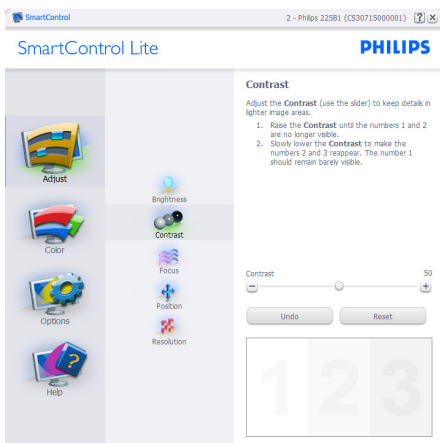 SmartControl
2 - Philips 225B1 (CS30715000001)
?
SmartControl Lite
PHILIPS
Adjust
Color
Options
Help
Brightness
Contrast
Focus
Position
Resolution
Contrast
Adjust the Contrast (use the slider) to keep details in
lighter image areas.
1. Raise the Contrast until the numbers 1 and 2
are no longer visible.
2. Slowly lower the Contrast to make the
numbers 2 and 3 reappear. The number 1
should remain barely visible.
Contrast 50
Undo Reset
1 2 3